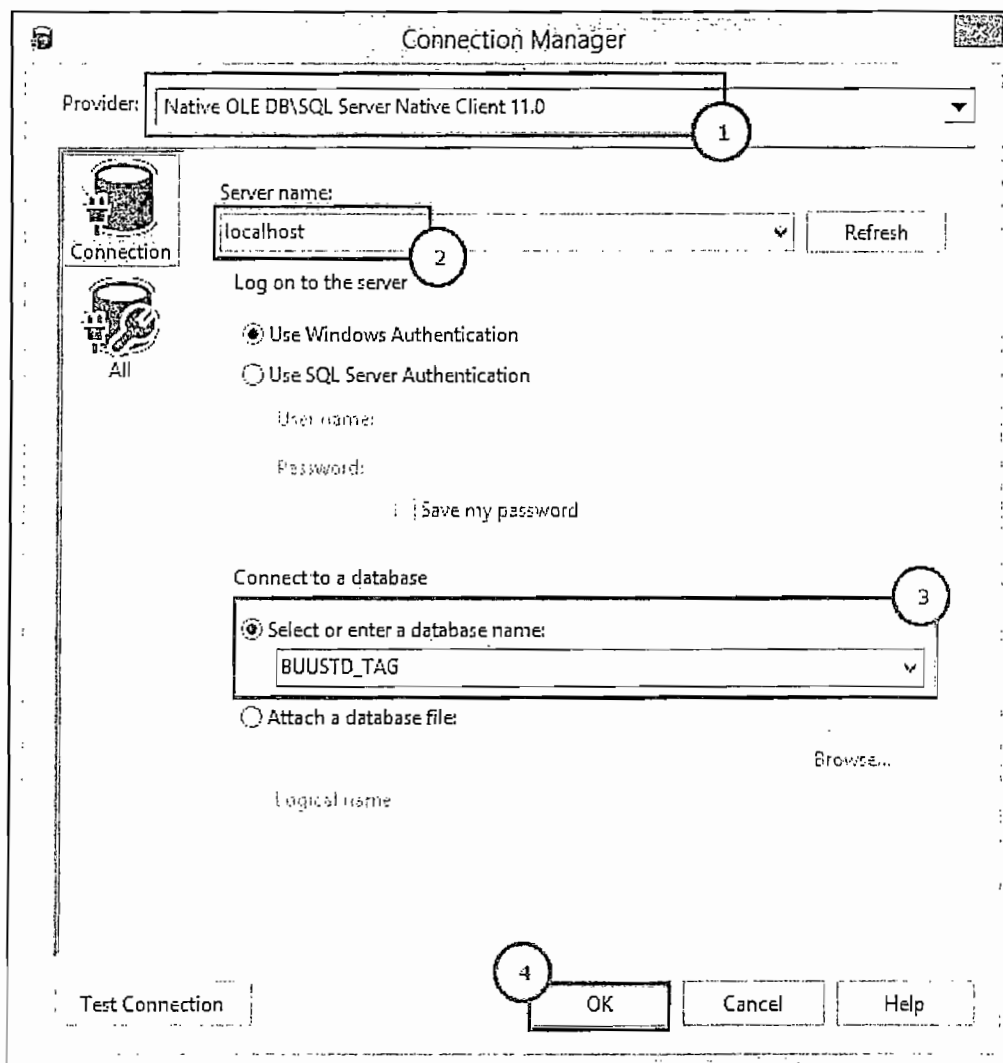 Connection Manager
Provider: Native OLE DB\SQL Server Native Client 11.0
1
Connection
All
Server name:
localhost
Refresh
2
Log on to the server
Use Windows Authentication
Use SQL Server Authentication
User name:
Password:
Save my password
Connect to a database
3
Select or enter a database name:
BUUSTD_TAG
Attach a database file:
Browse...
Logical name
4
Test Connection
OK
Cancel
Help